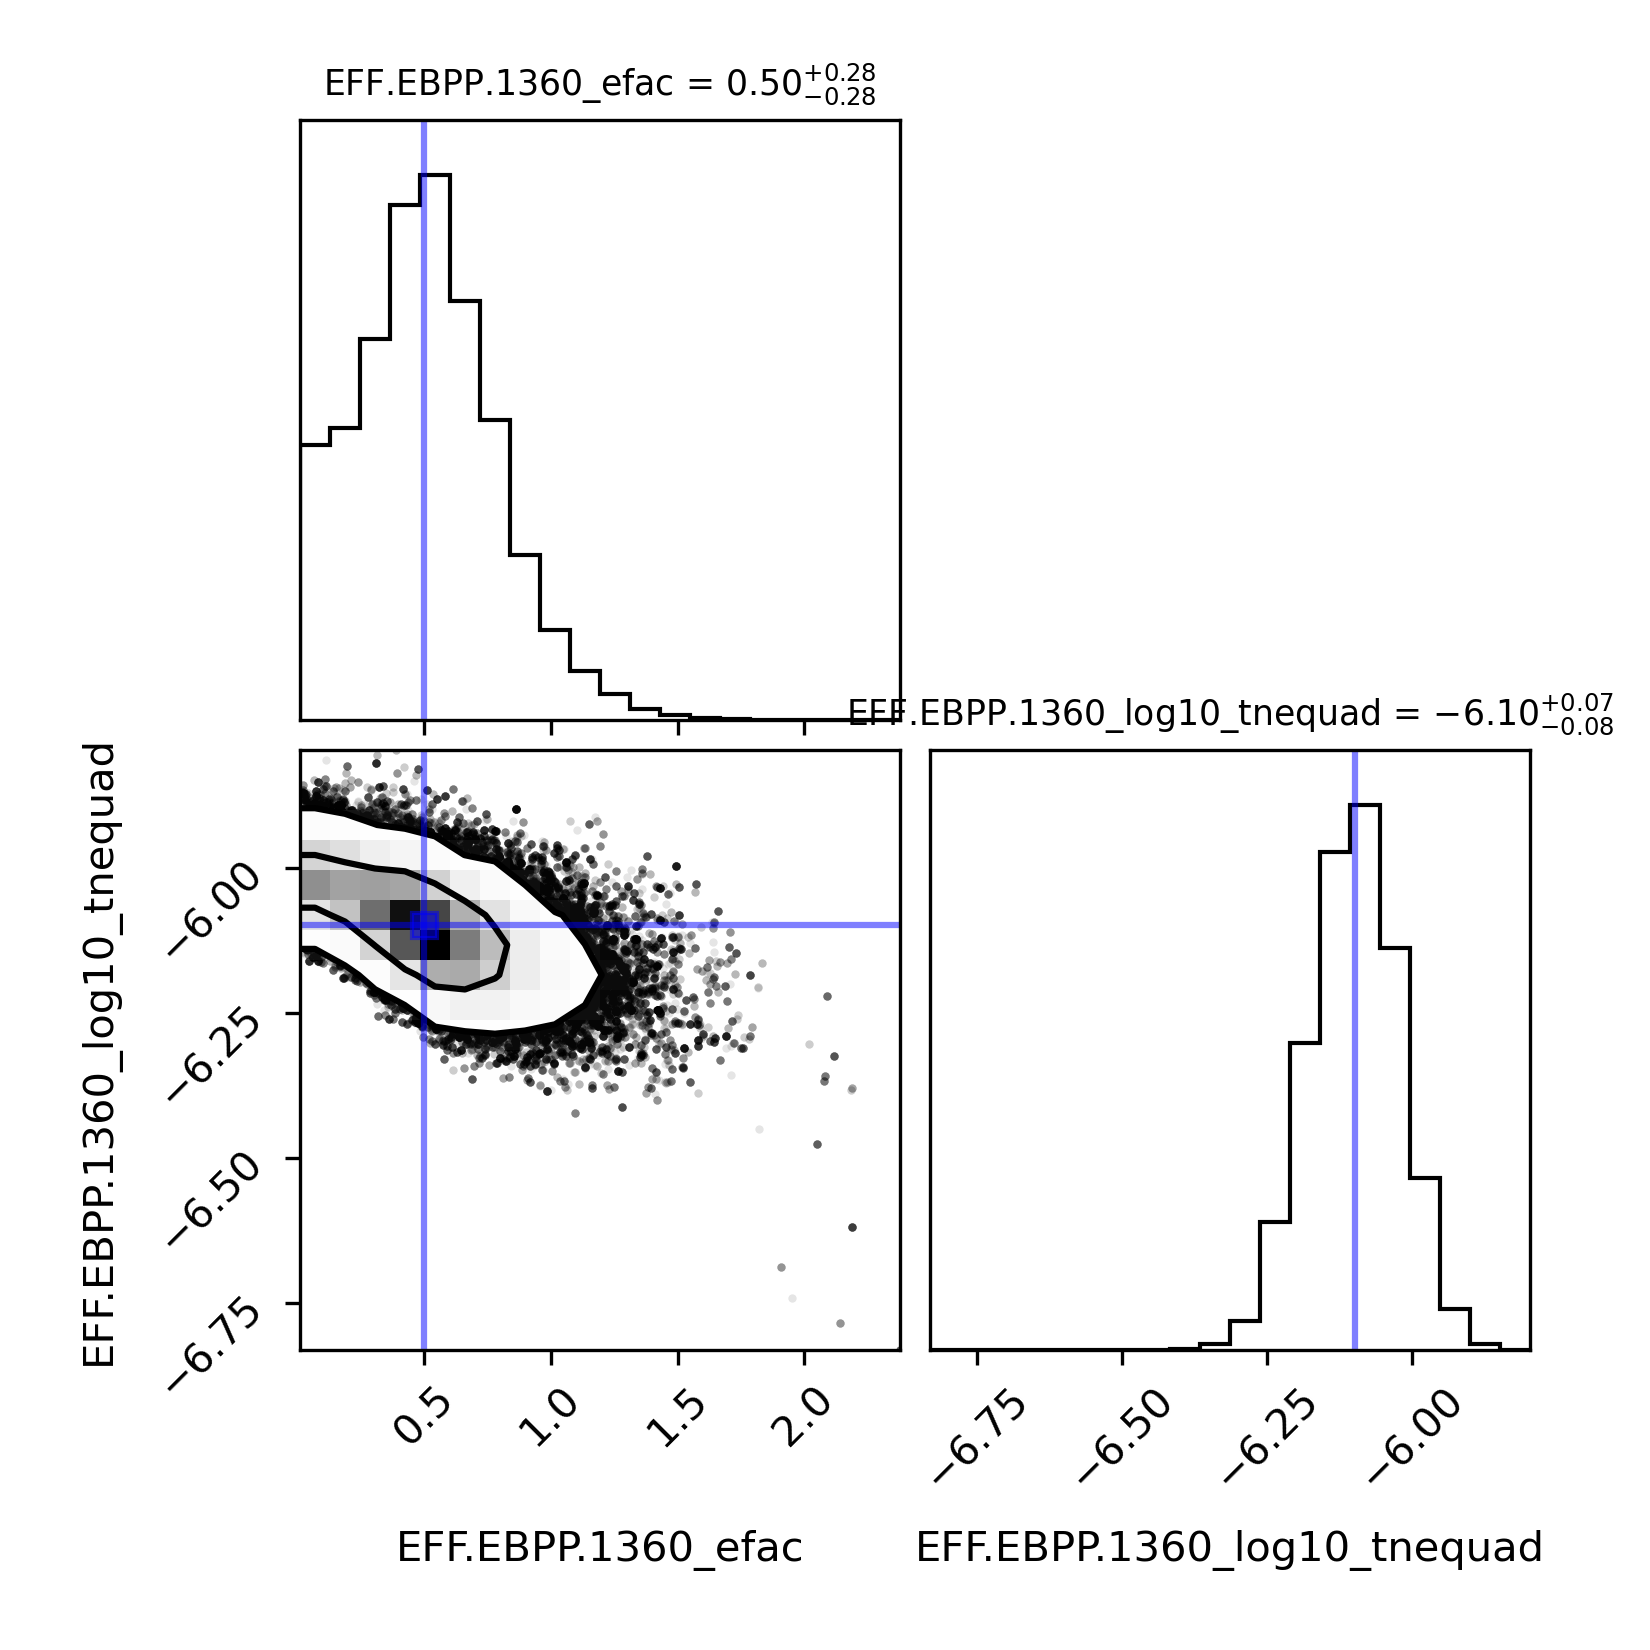 EFF.EBPP.1360_efac = 0.50+0.28 −0.28
EFF.EBPP.1360_log10_tnequad = −6.10+0.07 −0.08
EFF.EBPP.1360_log10_tnequad
−6.00
−6.25
−6.50
−6.75
0.5 1.0 1.5 2.0
−6.75 −6.50 −6.25 −6.00
EFF.EBPP.1360_efac
EFF.EBPP.1360_log10_tnequad